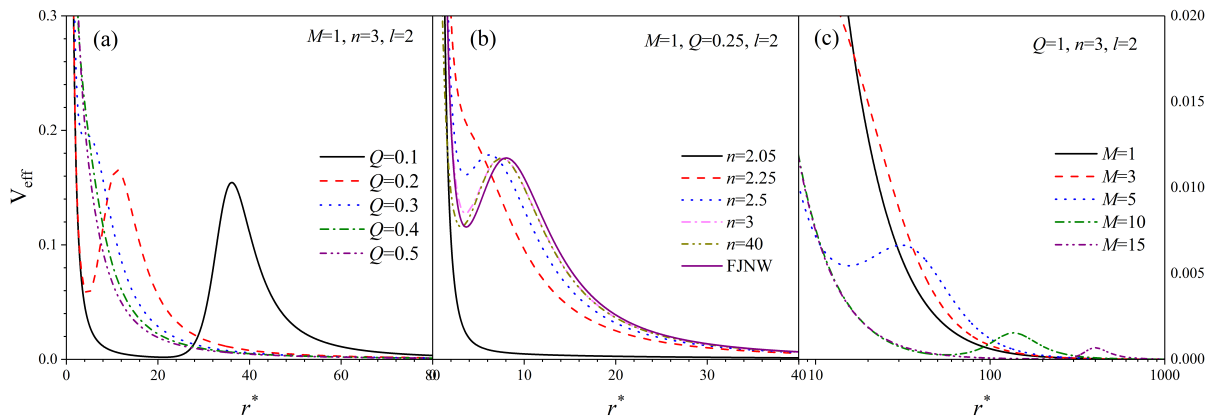 (a)
M=1, n=3, l=2
Q=0.1
Q=0.2
Q=0.3
Q=0.4
Q=0.5
V_eff
0.3
0.2
0.1
0.0
0
20
40
60
80
r*
(b)
M=1, Q=0.25, l=2
n=2.05
n=2.25
n=2.5
n=3
n=40
FJNW
0
10
20
30
40
r*
(c)
Q=1, n=3, l=2
M=1
M=3
M=5
M=10
M=15
0.020
0.015
0.010
0.005
0.000
10
100
1000
r*